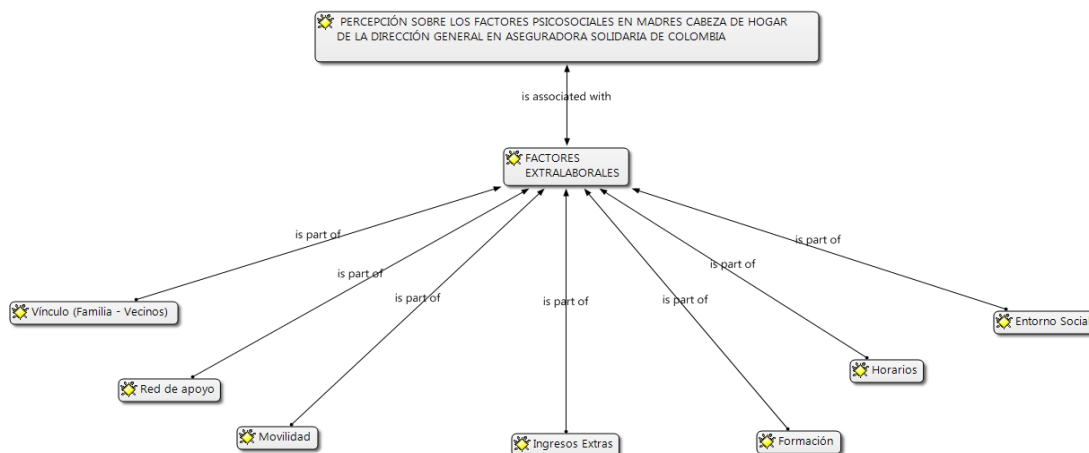 PERCEPCIÓN SOBRE LOS FACTORES PSICOSOCIALES EN MADRES CABEZA DE HOGAR
DE LA DIRECCIÓN GENERAL EN ASEGURADORA SOLIDARIA DE COLOMBIA
is associated with
FACTORES
EXTRALABORALES
is part of
is part of
is part of
is part of
is part of
is part of
is part of
Vínculo (Familia - Vecinos)
Entorno Social
Red de apoyo
Horarios
Movilidad
Ingresos Extras
Formación